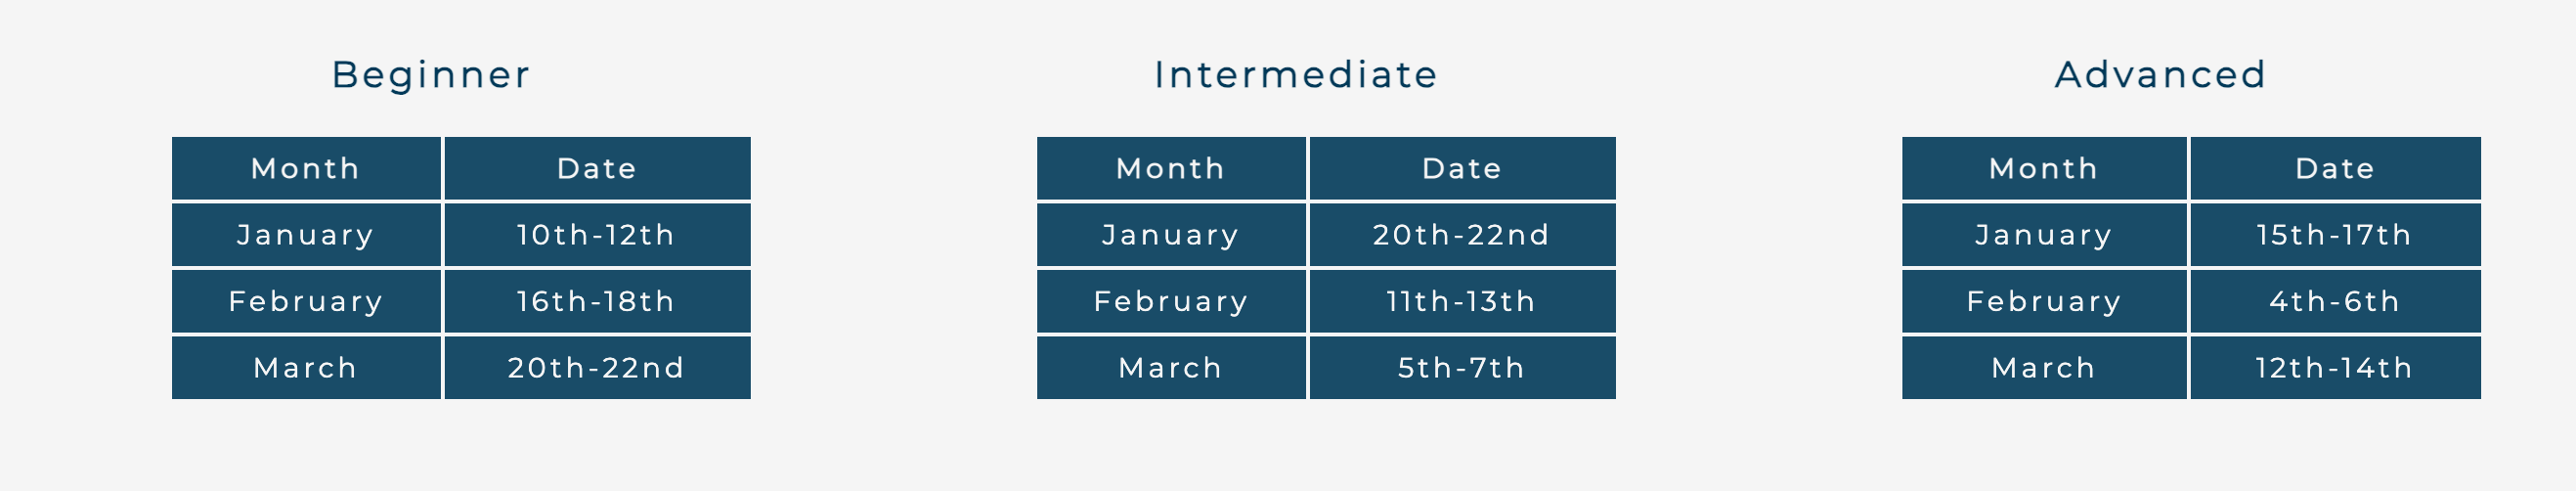 Beginner
Month Date
January 10th-12th
February 16th-18th
March 20th-22nd
Intermediate
Month Date
January 20th-22nd
February 11th-13th
March 5th-7th
Advanced
Month Date
January 15th-17th
February 4th-6th
March 12th-14th